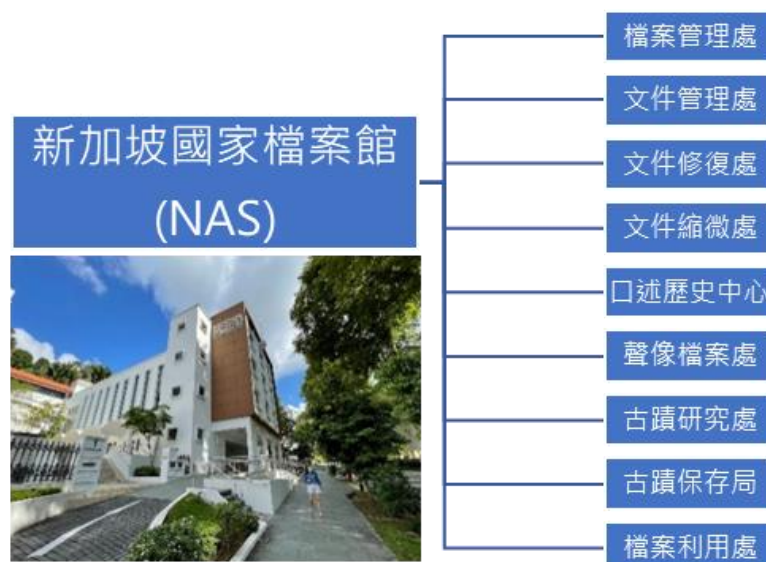 新加坡國家檔案館
(NAS)
檔案管理處
文件管理處
文件修復處
文件縮微處
口述歷史中心
聲像檔案處
古蹟研究處
古蹟保存局
檔案利用處